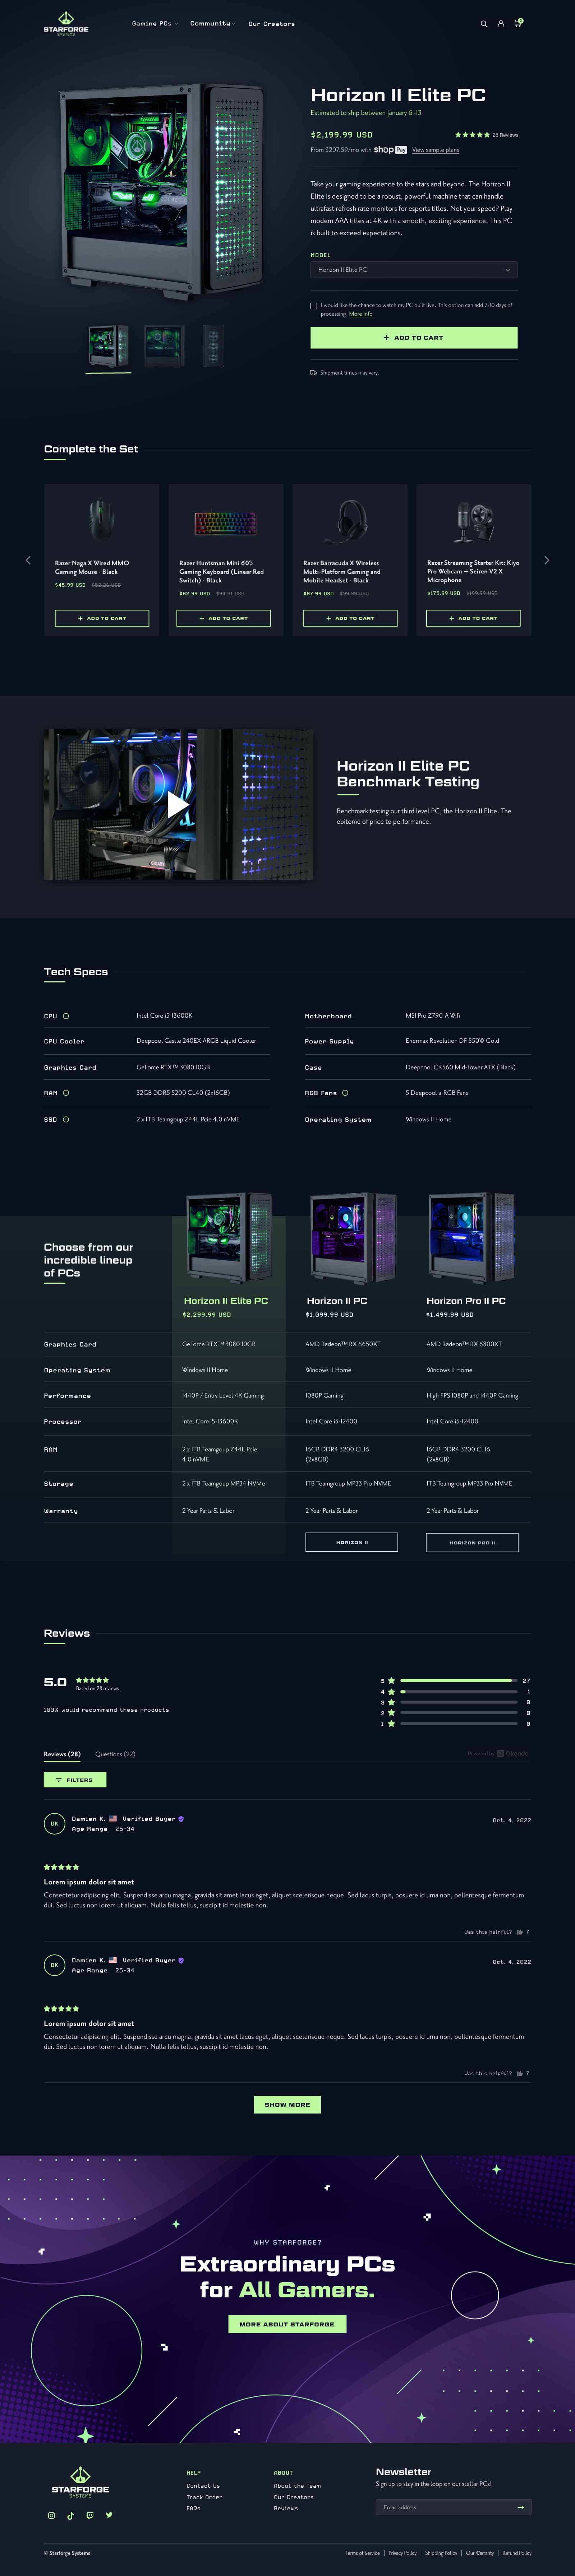 STARFORGE
SYSTEMS
Gaming PCs Community Our Creators
Horizon II Elite PC
Estimated to ship between January 6-13
$2,199.99 USD 28 Reviews
From $207.59/mo with shop Pay View sample plans
Take your gaming experience to the stars and beyond. The Horizon II
Elite is designed to be a robust, powerful machine that can handle
ultrafast refresh rate monitors for esports titles. Not your speed? Play
modern AAA titles at 4K with a smooth, exciting experience. This PC
is built to exceed expectations.
MODEL
Horizon II Elite PC
I would like the chance to watch my PC built live. This option can add 7-10 days of
processing. More Info
+ ADD TO CART
Shipment times may vary.
Complete the Set
Razer Naga X Wired MMO
Gaming Mouse - Black
$45.99 USD
+ ADD TO CART
Razer Huntsman Mini 60%
Gaming Keyboard (Linear Red
Switch) - Black
$82.99 USD
+ ADD TO CART
Razer Barracuda X Wireless
Multi-Platform Gaming and
Mobile Headset - Black
$87.99 USD $99.99 USD
+ ADD TO CART
Razer Streaming Starter Kit: Kiyo
Pro Webcam + Seiren V2 X
Microphone
$175.99 USD $199.99 USD
+ ADD TO CART
Horizon II Elite PC
Benchmark Testing
Benchmark testing our third level PC, the Horizon II Elite. The
epitome of price to performance.
Tech Specs
CPU Intel Core i5-13600K
CPU Cooler Deepcool Castle 240EX-ARGB Liquid Cooler
Graphics Card GeForce RTX™ 3080 10GB
RAM 32GB DDR5 5200 CL40 (2x16GB)
SSD 2 x 1TB Teamgoup Z44L Pcie 4.0 nVME
Motherboard MSI Pro Z790-A Wifi
Power Supply Enermax Revolution DF 850W Gold
Case Deepcool CK560 Mid-Tower ATX (Black)
RGB Fans 5 Deepcool a-RGB Fans
Operating System Windows 11 Home
Choose from our
incredible lineup
of PCs
Horizon II Elite PC Horizon II PC Horizon Pro II PC
$2,299.99 USD $1,099.99 USD $1,499.99 USD
Graphics Card GeForce RTX™ 3080 10GB AMD Radeon™ RX 6650XT AMD Radeon™ RX 6800XT
Operating System Windows 11 Home Windows 11 Home Windows 11 Home
Performance 1440P / Entry Level 4K Gaming 1080P Gaming High FPS 1080P and 1440P Gaming
Processor Intel Core i5-13600K Intel Core i5-12400 Intel Core i5-12400
RAM 2 x 1TB Teamgoup Z44L Pcie 16GB DDR4 3200 CL16 16GB DDR4 3200 CL16
4.0 nVME (2x8GB) (2x8GB)
Storage 2 x 1TB Teamgoup MP34 NVMe 1TB Teamgroup MP33 Pro NVME 1TB Teamgroup MP33 Pro NVME
Warranty 2 Year Parts & Labor 2 Year Parts & Labor 2 Year Parts & Labor
HORIZON II HORIZON PRO II
Reviews
5.0
Based on 28 reviews
100% would recommend these products
5 27
4 1
3 0
2 0
1 0
Reviews (28) Questions (22) Powered by Okendo
FILTERS
DK Damien K. Verified Buyer Oct. 4, 2022
Age Range 25-34
Lorem ipsum dolor sit amet
Consectetur adipiscing elit. Suspendisse arcu magna, gravida sit amet lacus eget, aliquet scelerisque neque. Sed lacus turpis, posuere id urna non, pellentesque fermentum
dui. Sed luctus non lorem ut aliquam. Nulla felis tellus, suscipit id molestie non.
Was this helpful? 7
DK Damien K. Verified Buyer Oct. 4, 2022
Age Range 25-34
Lorem ipsum dolor sit amet
Consectetur adipiscing elit. Suspendisse arcu magna, gravida sit amet lacus eget, aliquet scelerisque neque. Sed lacus turpis, posuere id urna non, pellentesque fermentum
dui. Sed luctus non lorem ut aliquam. Nulla felis tellus, suscipit id molestie non.
Was this helpful? 7
SHOW MORE
WHY STARFORGE?
Extraordinary PCs
for All Gamers.
MORE ABOUT STARFORGE
STARFORGE
SYSTEMS
HELP
Contact Us
Track Order
FAQs
ABOUT
About the Team
Our Creators
Reviews
Newsletter
Sign up to stay in the loop on our stellar PCs!
Email address
© Starforge Systems
Terms of Service | Privacy Policy | Shipping Policy | Our Warranty | Refund Policy